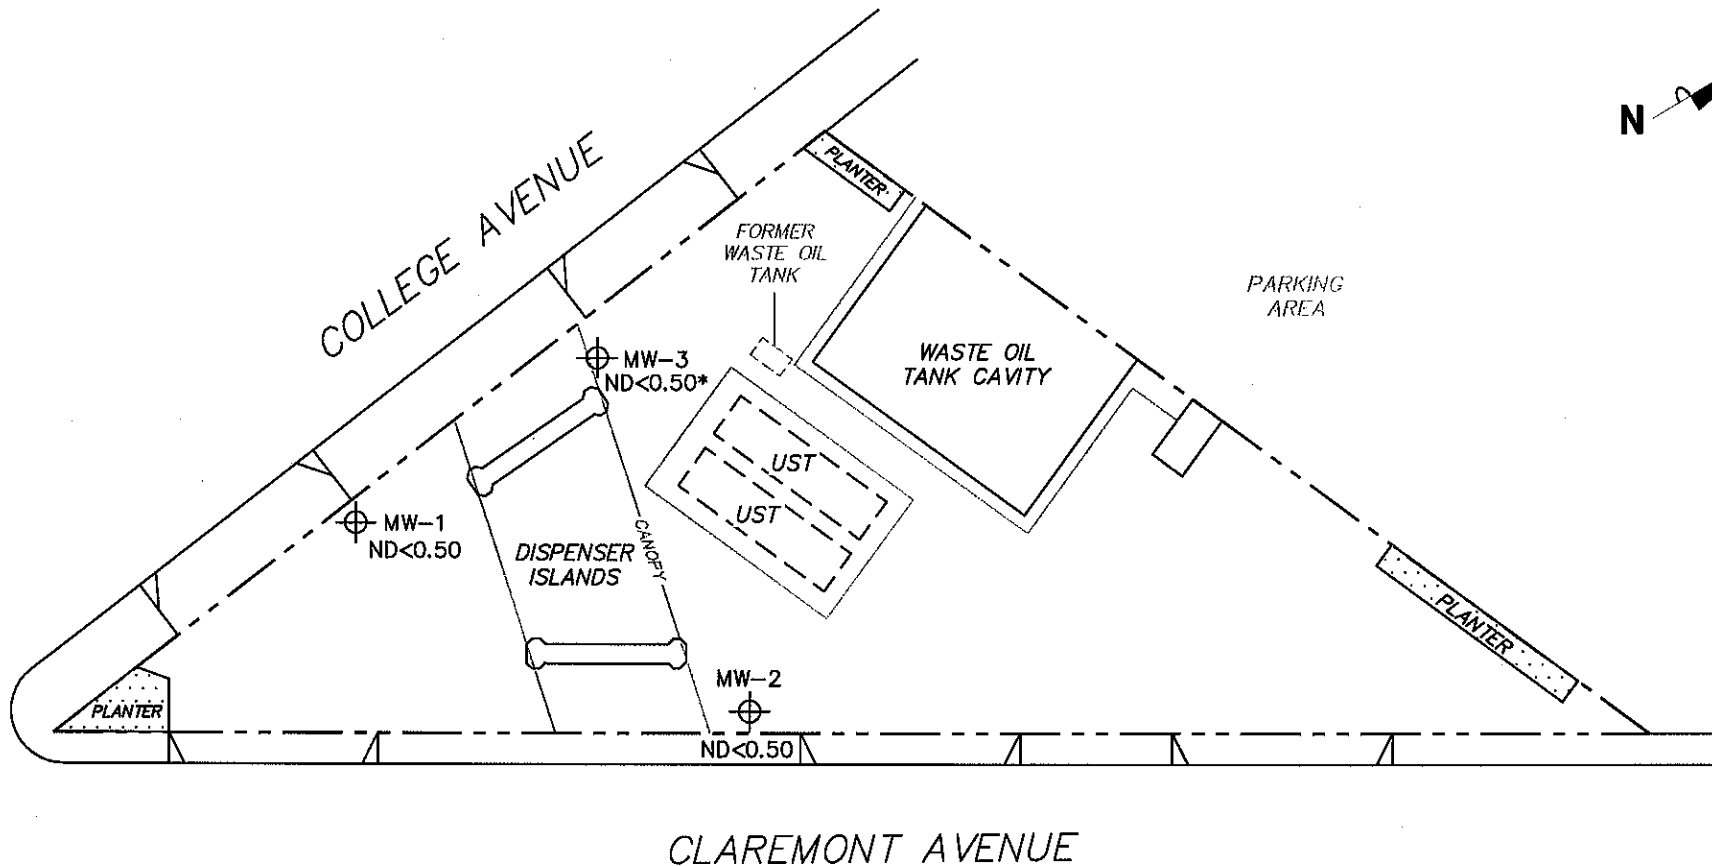 COLLEGE AVENUE
PLANTER
N
FORMER
WASTE OIL
TANK
PARKING
AREA
WASTE OIL
TANK CAVITY
MW-3
ND<0.50*
UST
UST
MW-1
ND<0.50
DISPENSER
ISLANDS
CANOPY
PLANTER
MW-2
ND<0.50
PLANTER
CLAREMONT AVENUE